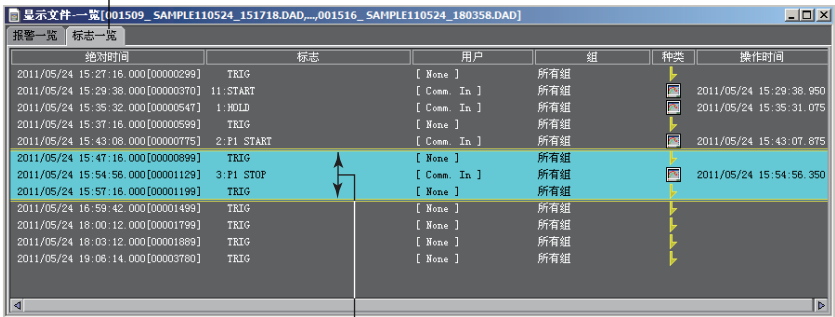 显示文件-一览[001509_ SAMPLE110524_151718.DAD,...,001516_ SAMPLE110524_180358.DAD]
报警一览 标志一览
绝对时间 标志 用户 组 种类 操作时间
2011/05/24 15:27:16.000[00000299] TRIG [ None ] 所有组
2011/05/24 15:29:38.000[00000370] 11:START [ Comm. In ] 所有组 2011/05/24 15:29:38.950
2011/05/24 15:35:32.000[00000547] 1:HOLD [ Comm. In ] 所有组 2011/05/24 15:35:31.075
2011/05/24 15:37:16.000[00000599] TRIG [ None ] 所有组
2011/05/24 15:43:08.000[00000775] 2:P1 START [ Comm. In ] 所有组 2011/05/24 15:43:07.875
2011/05/24 15:47:16.000[00000899] TRIG [ None ] 所有组
2011/05/24 15:54:56.000[00001129] 3:P1 STOP [ Comm. In ] 所有组 2011/05/24 15:54:56.350
2011/05/24 15:57:16.000[00001199] TRIG [ None ] 所有组
2011/05/24 16:59:42.000[00001499] TRIG [ None ] 所有组
2011/05/24 18:00:12.000[00001799] TRIG [ None ] 所有组
2011/05/24 18:03:12.000[00001889] TRIG [ None ] 所有组
2011/05/24 19:06:14.000[00003780] TRIG [ None ] 所有组